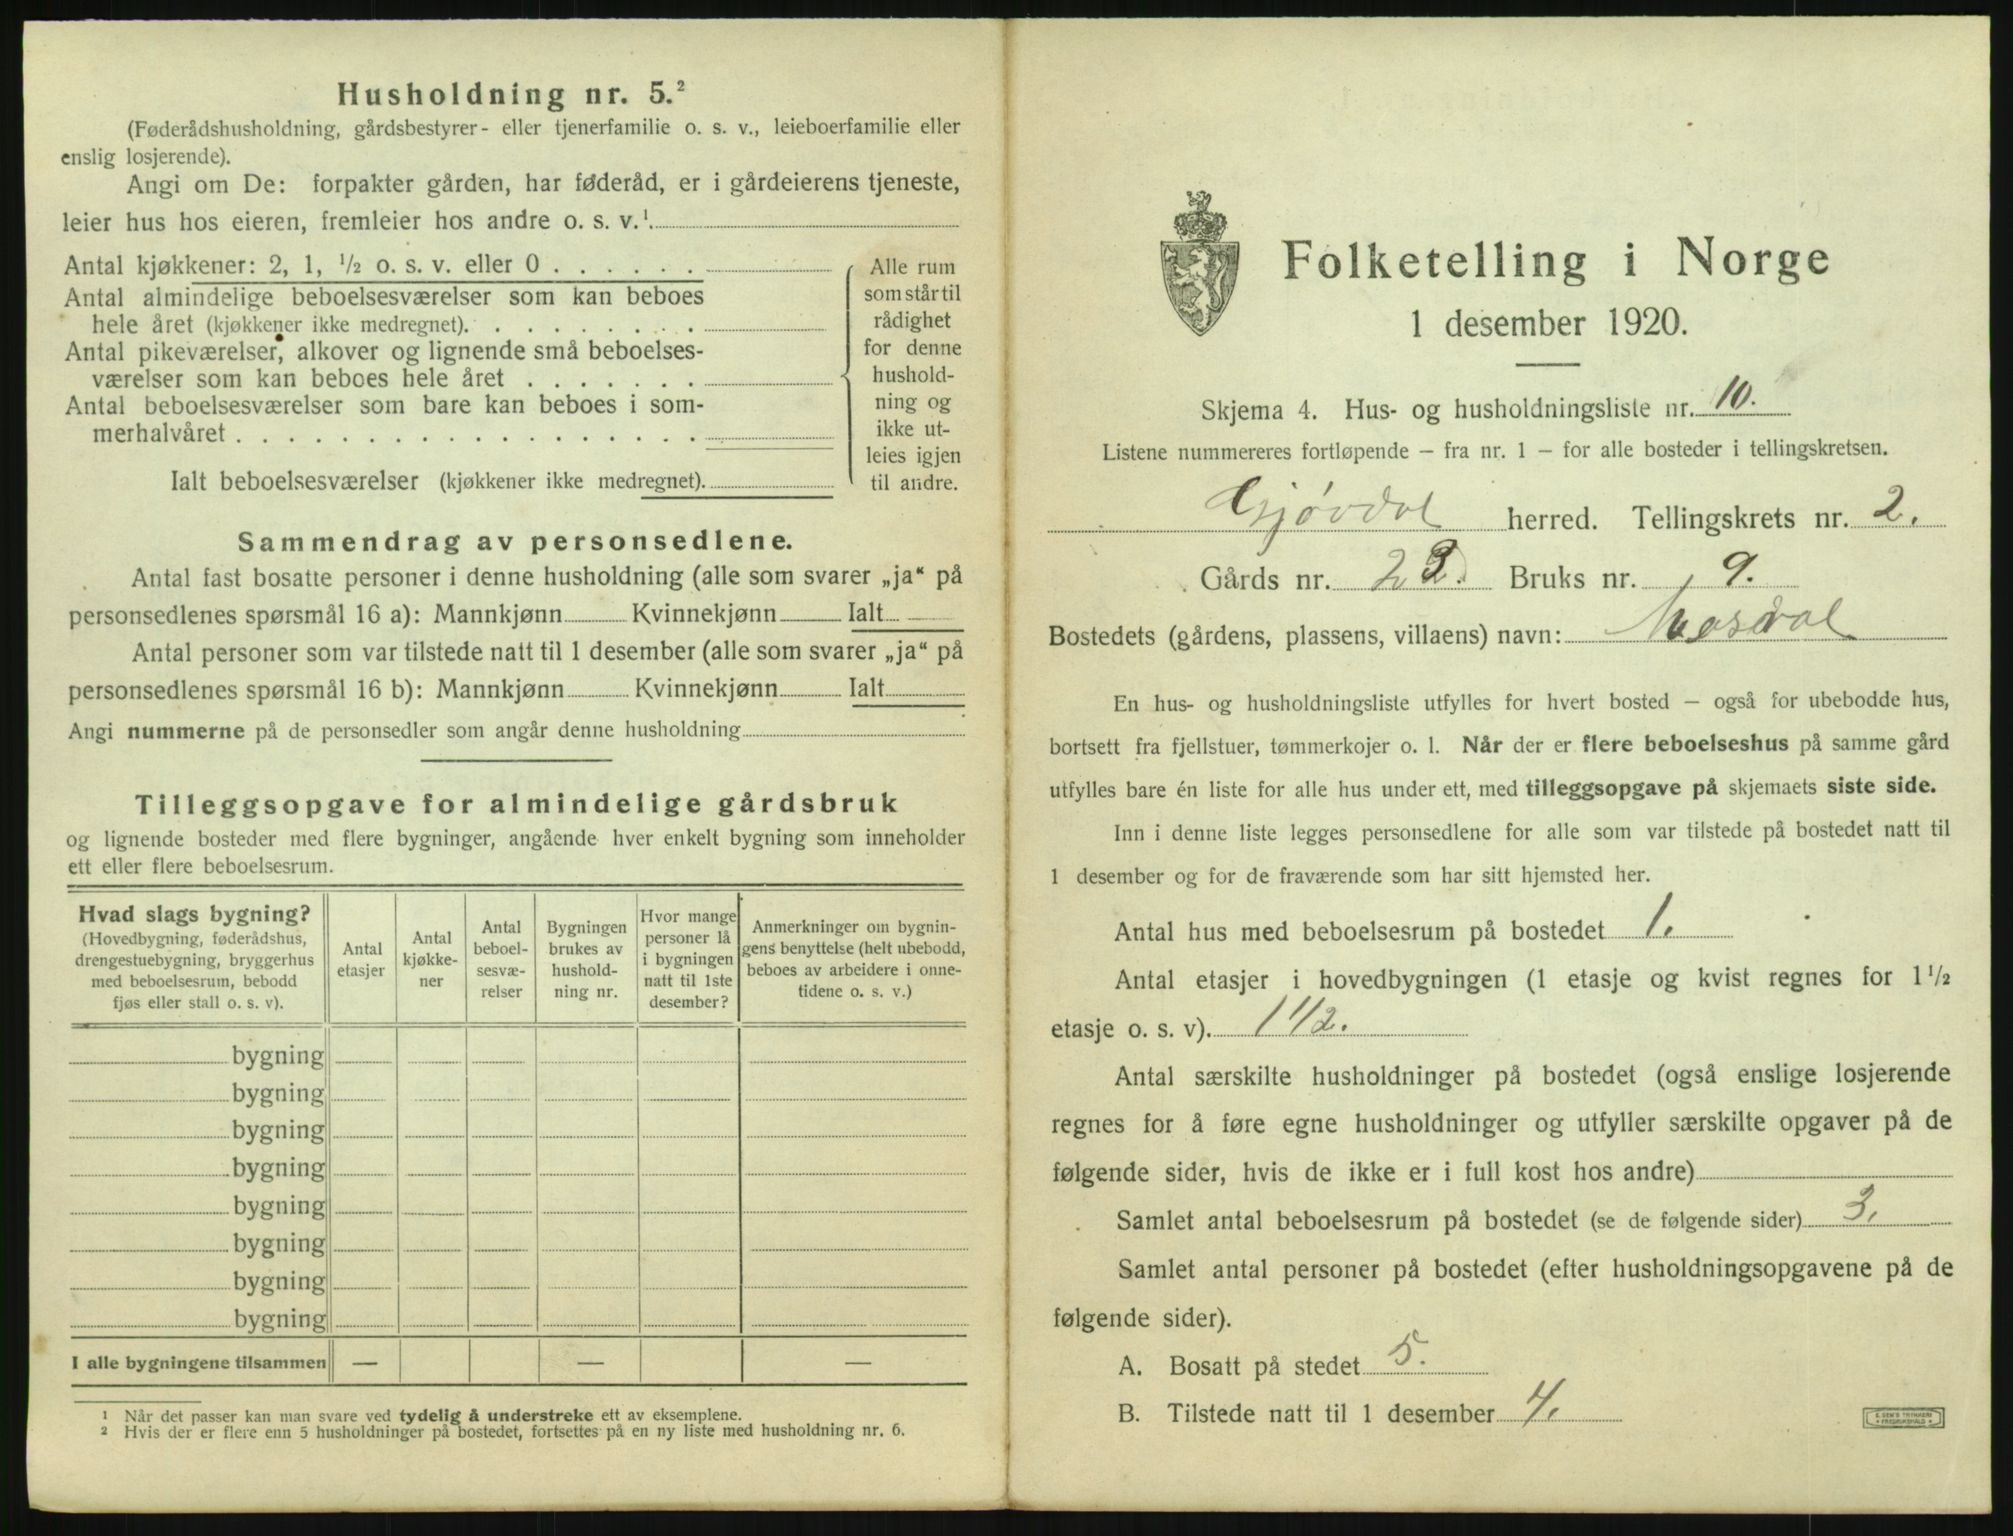 Husholdning nr. 5.²
(Føderådshusholdning, gårdsbestyrer- eller tjenerfamilie o. s. v., leieboerfamilie eller
enslig losjerende).
Angi om De: forpakter gården, har føderåd, er i gårdeierens tjeneste,
leier hus hos eieren, fremleier hos andre o. s. v.¹
Antal kjøkkener: 2, 1, ½ o. s. v. eller 0 . . . . . .
Antal almindelige beboelsesværelser som kan beboes
hele året (kjøkkener ikke medregnet). . . . . . . . .
Antal pikeværelser, alkover og lignende små beboelses-
værelser som kan beboes hele året . . . . . . .
Antal beboelsesværelser som bare kan beboes i som-
merhalvåret . . . . . . . . . . . . . . . . . .
Ialt beboelsesværelser (kjøkkener ikke medregnet).
Alle rum
som står til
rådighet
for denne
hushold-
ning og
ikke ut-
leies igjen
til andre.
Sammendrag av personsedlene.
Antal fast bosatte personer i denne husholdning (alle som svarer „ja“ på
personsedlenes spørsmål 16 a): Mannkjønn Kvinnekjønn Ialt
Antal personer som var tilstede natt til 1 desember (alle som svarer „ja“ på
personsedlenes spørsmål 16 b): Mannkjønn Kvinnekjønn Ialt
Angi nummerne på de personsedler som angår denne husholdning
Tilleggsopgave for almindelige gårdsbruk
og lignende bosteder med flere bygninger, angående hver enkelt bygning som inneholder
ett eller flere beboelsesrum.
Hvad slags bygning?
(Hovedbygning, føderådshus,
drengestuebygning, bryggerhus
med beboelsesrum, bebodd
fjøs eller stall o. s. v).
Antal
etasjer
Antal
kjøkke-
ner
Antal
beboel-
sesvæ-
relser
Bygningen
brukes av
hushold-
ning nr.
Hvor mange
personer lå
i bygningen
natt til 1ste
desember?
Anmerkninger om bygnin-
gens benyttelse (helt ubebodd,
beboes av arbeidere i onne-
tidene o. s. v.)
bygning
bygning
bygning
bygning
bygning
bygning
bygning
bygning
I alle bygningene tilsammen — — —
¹ Når det passer kan man svare ved tydelig å understreke ett av eksemplene.
² Hvis der er flere enn 5 husholdninger på bostedet, fortsettes på en ny liste med husholdning nr. 6.
Folketelling i Norge
1 desember 1920.
Skjema 4. Hus- og husholdningsliste nr. 10.
Listene nummereres fortløpende – fra nr. 1 – for alle bosteder i tellingskretsen.
Gjøvdal herred. Tellingskrets nr. 2.
Gårds nr. 23. Bruks nr. 9.
Bostedets (gårdens, plassens, villaens) navn: Mosdal
En hus- og husholdningsliste utfylles for hvert bosted – også for ubebodde hus,
bortsett fra fjellstuer, tømmerkojer o. l. Når der er flere beboelseshus på samme gård
utfylles bare én liste for alle hus under ett, med tilleggsopgave på skjemaets siste side.
Inn i denne liste legges personsedlene for alle som var tilstede på bostedet natt til
1 desember og for de fraværende som har sitt hjemsted her.
Antal hus med beboelsesrum på bostedet 1.
Antal etasjer i hovedbygningen (1 etasje og kvist regnes for 1½
etasje o. s. v). 1 1/2.
Antal særskilte husholdninger på bostedet (også enslige losjerende
regnes for å føre egne husholdninger og utfyller særskilte opgaver på de
følgende sider, hvis de ikke er i full kost hos andre)
Samlet antal beboelsesrum på bostedet (se de følgende sider) 3.
Samlet antal personer på bostedet (efter husholdningsopgavene på de
følgende sider).
A. Bosatt på stedet 5.
B. Tilstede natt til 1 desember 4.